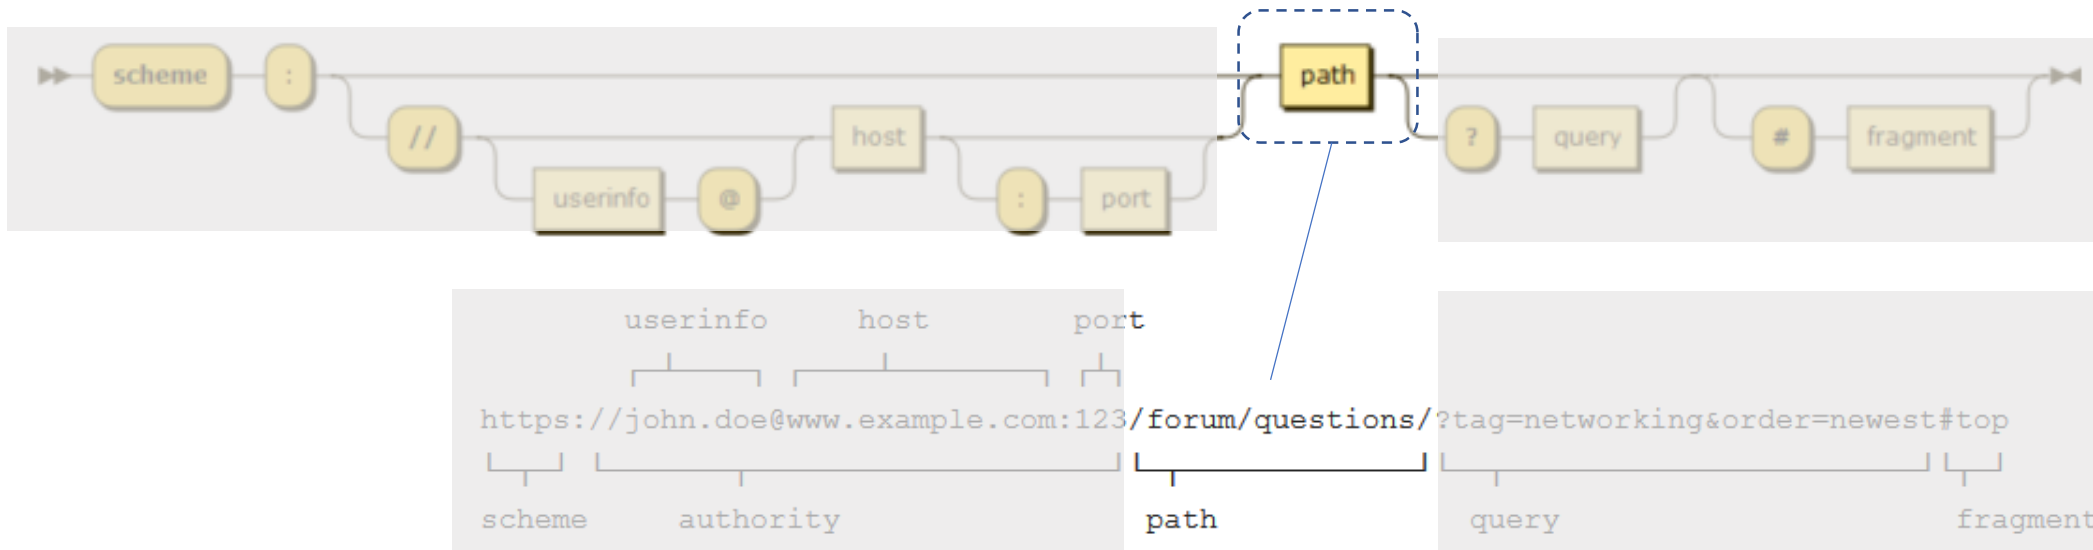 scheme : path
// host ? query # fragment
userinfo @ : port
userinfo host port
https://john.doe@www.example.com:123/forum/questions/?tag=networking&order=newest#top
scheme authority path query fragment